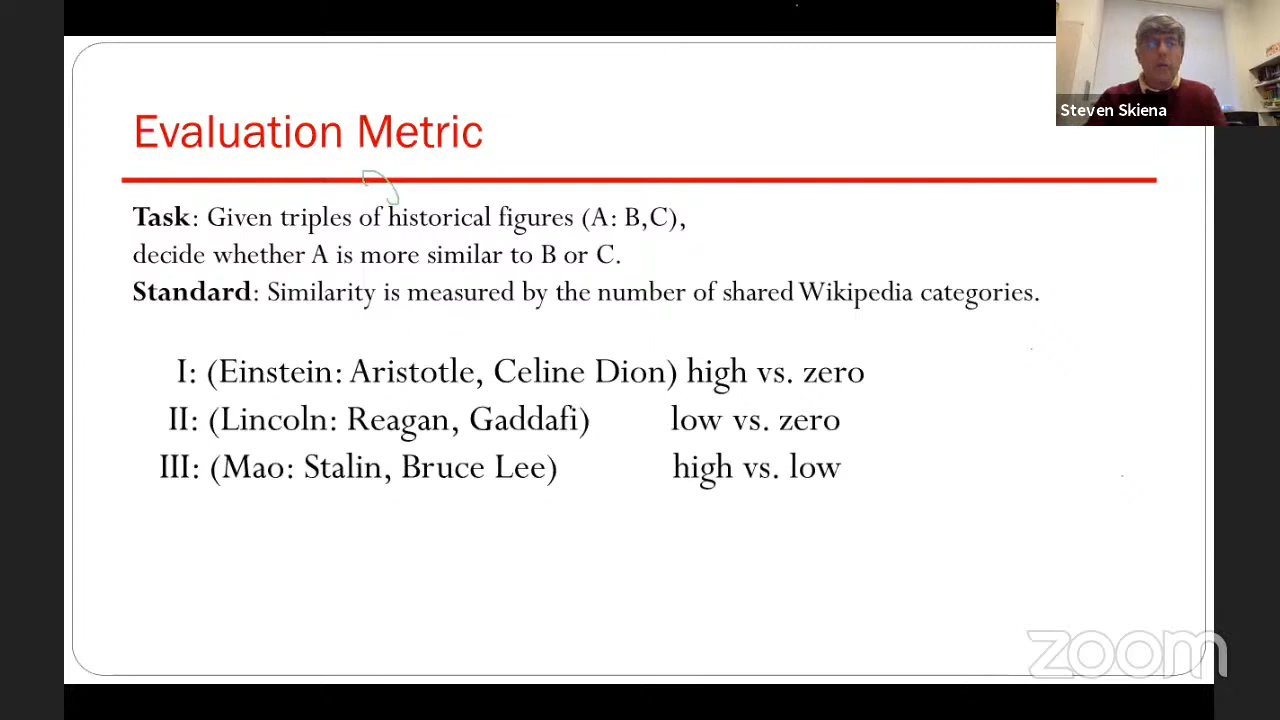 Steven Skiena
Evaluation Metric
Task: Given triples of historical figures (A: B,C),
decide whether A is more similar to B or C.
Standard: Similarity is measured by the number of shared Wikipedia categories.
I: (Einstein: Aristotle, Celine Dion) high vs. zero
II: (Lincoln: Reagan, Gaddafi) low vs. zero
III: (Mao: Stalin, Bruce Lee) high vs. low
zoom